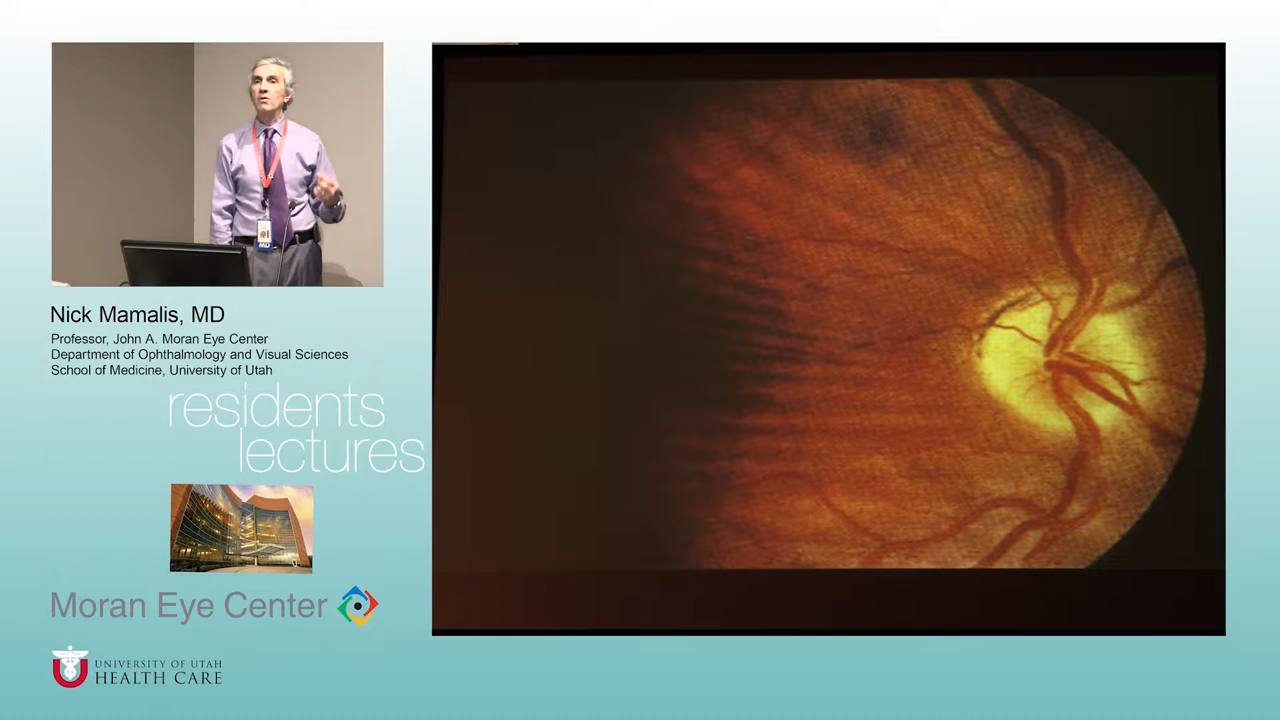 Nick Mamalis, MD
Professor, John A. Moran Eye Center
Department of Ophthalmology and Visual Sciences
School of Medicine, University of Utah
residents
lectures
Moran Eye Center
UNIVERSITY OF UTAH
HEALTH CARE
MD